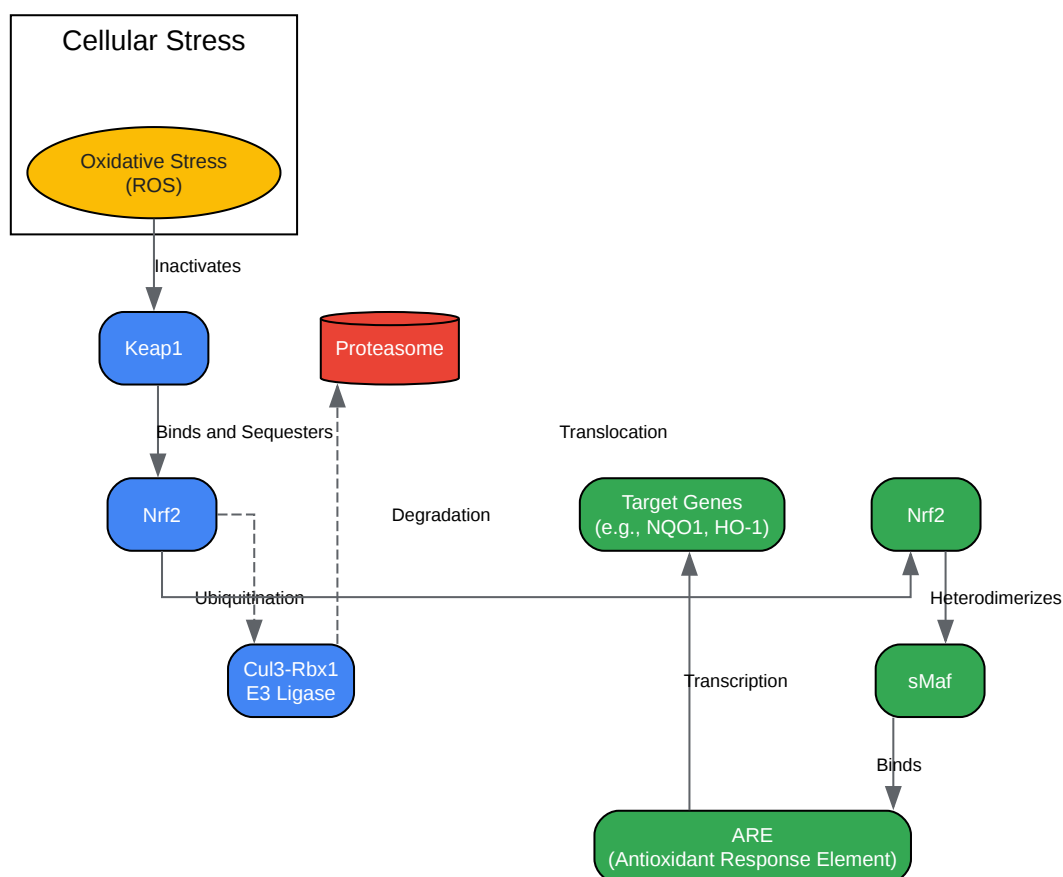 Cellular Stress
Oxidative Stress
(ROS)
Inactivates
Keap1
Proteasome
Binds and Sequesters
Translocation
Nrf2
Degradation
Target Genes
(e.g., NQO1, HO-1)
Nrf2
Ubiquitination
Heterodimerizes
Cul3-Rbx1
E3 Ligase
Transcription
sMaf
Binds
ARE
(Antioxidant Response Element)